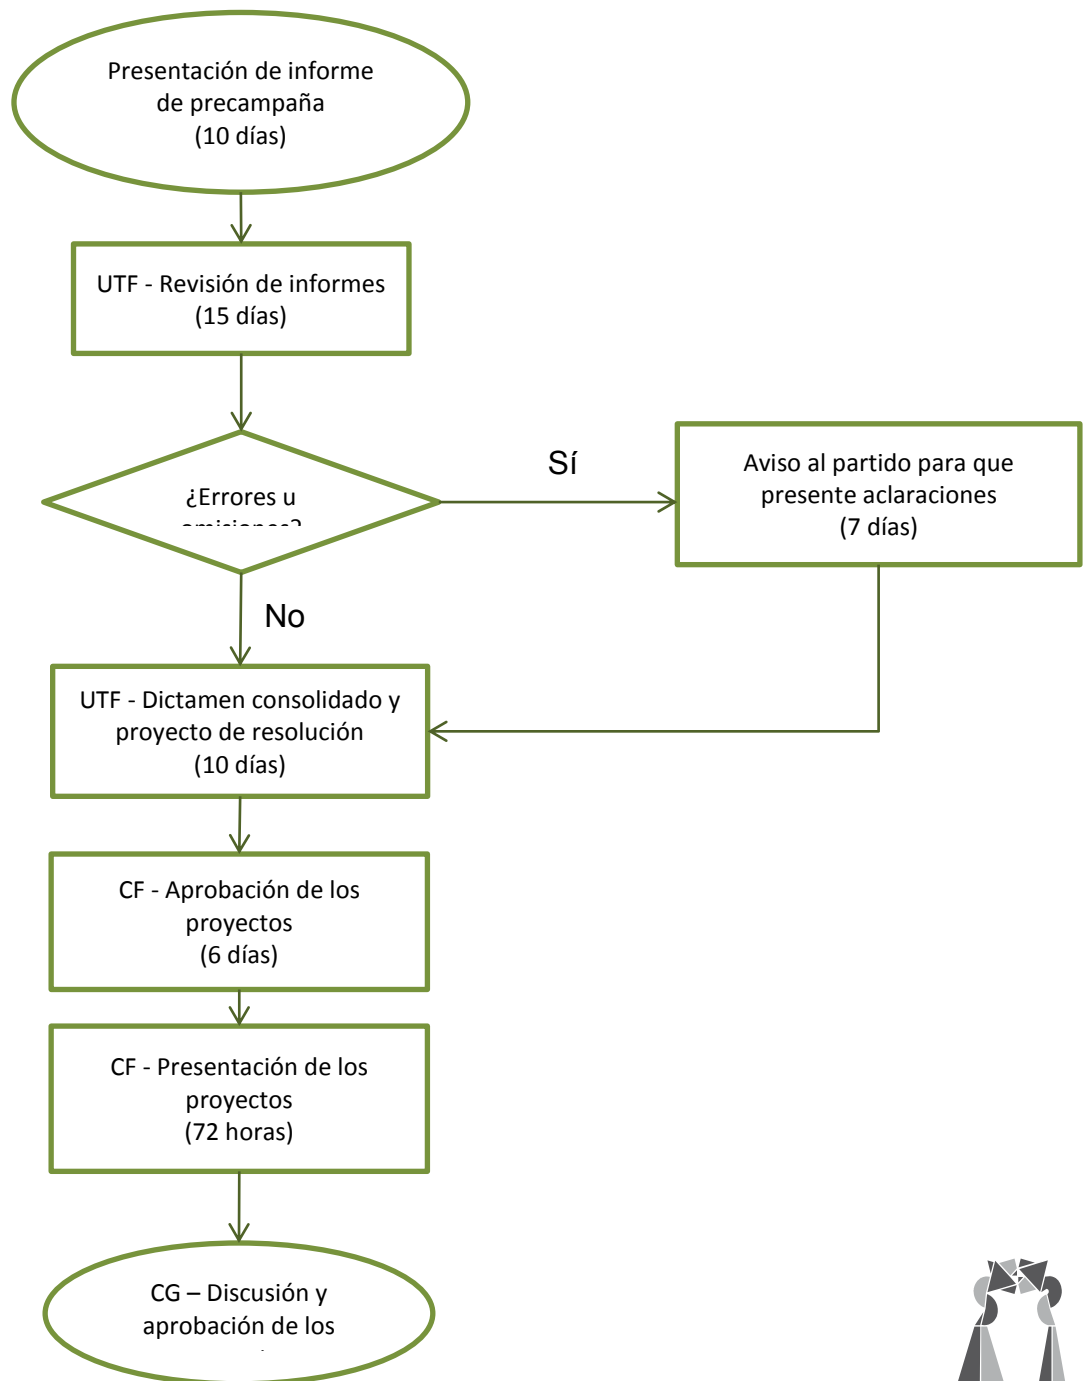 Presentación de informe
de precampaña
(10 días)
UTF - Revisión de informes
(15 días)
¿Errores u
omisiones?
Sí
Aviso al partido para que
presente aclaraciones
(7 días)
No
UTF - Dictamen consolidado y
proyecto de resolución
(10 días)
CF - Aprobación de los
proyectos
(6 días)
CF - Presentación de los
proyectos
(72 horas)
CG – Discusión y
aprobación de los